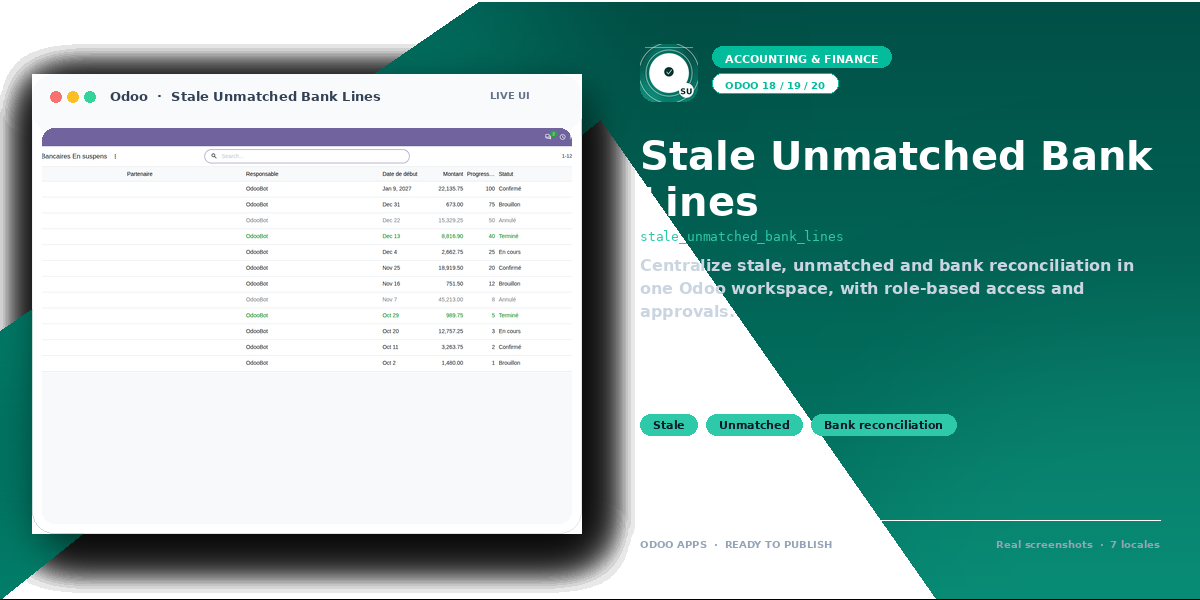 Odoo · Stale Unmatched Bank Lines
LIVE UI
2
Bancaires En suspens
Search...
1-12
Partenaire Responsable Date de début Montant Progress... Statut
OdooBot Jan 9, 2027 22,135.75 100 Confirmé
OdooBot Dec 31 673.00 75 Brouillon
OdooBot Dec 22 15,329.25 50 Annulé
OdooBot Dec 13 8,816.90 40 Terminé
OdooBot Dec 4 2,662.75 25 En cours
OdooBot Nov 25 18,919.50 20 Confirmé
OdooBot Nov 16 751.50 12 Brouillon
OdooBot Nov 7 45,213.00 8 Annulé
OdooBot Oct 29 989.75 5 Terminé
OdooBot Oct 20 12,757.25 3 En cours
OdooBot Oct 11 3,263.75 2 Confirmé
OdooBot Oct 2 1,480.00 1 Brouillon
SU
ACCOUNTING & FINANCE
ODOO 18 / 19 / 20
Stale Unmatched Bank
Lines
stale_unmatched_bank_lines
Centralize stale, unmatched and bank reconciliation in
one Odoo workspace, with role-based access and
approvals.
Stale
Unmatched
Bank reconciliation
ODOO APPS · READY TO PUBLISH
Real screenshots · 7 locales